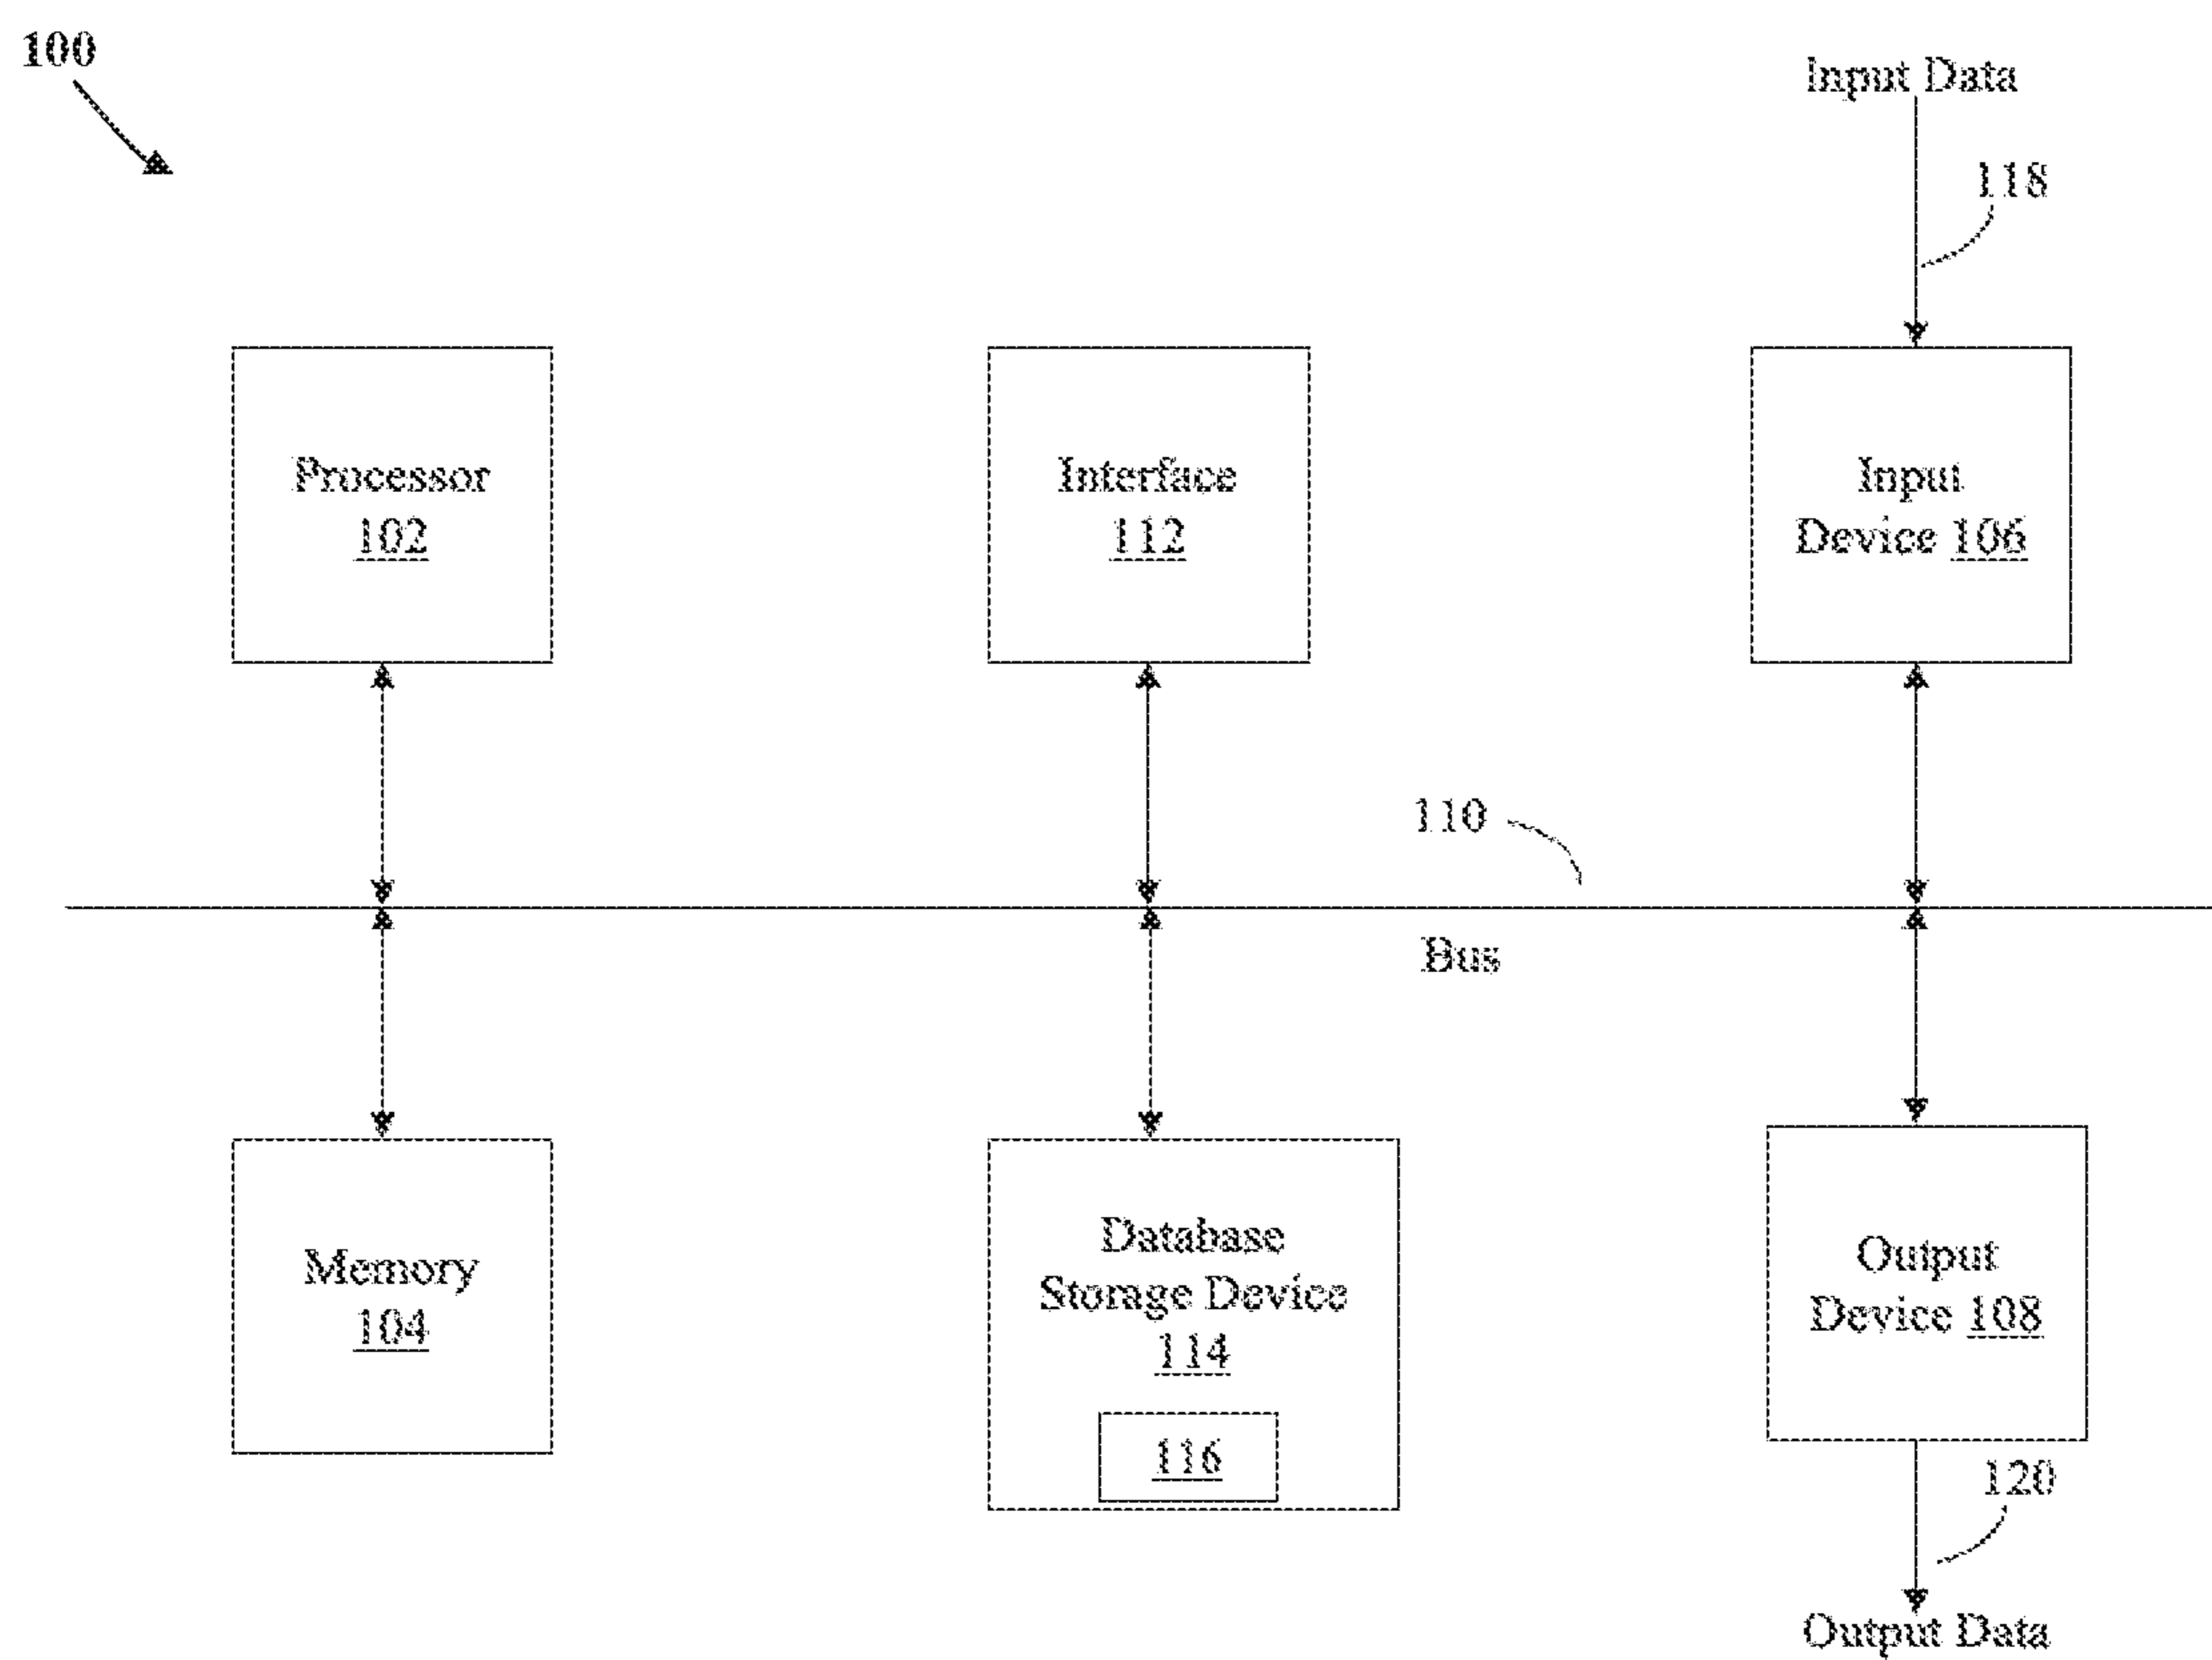 100
Input Data
118
Processor
102
Interface
112
Input
Device 106
110
Bus
Memory
104
Database
Storage Device
114
116
Output
Device 108
120
Output Data